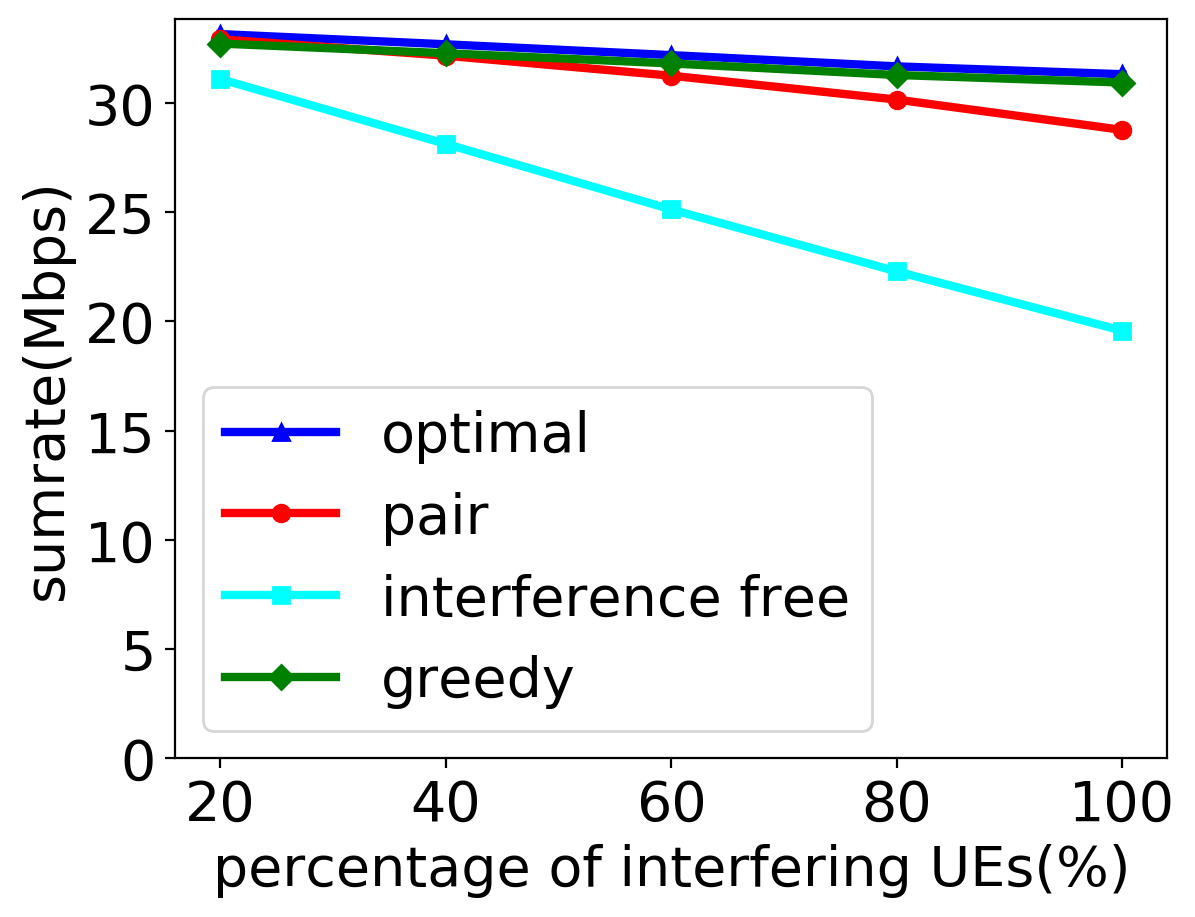 sumrate(Mbps)
30
25
20
15
10
5
0
optimal
pair
interference free
greedy
20 40 60 80 100
percentage of interfering UEs(%)